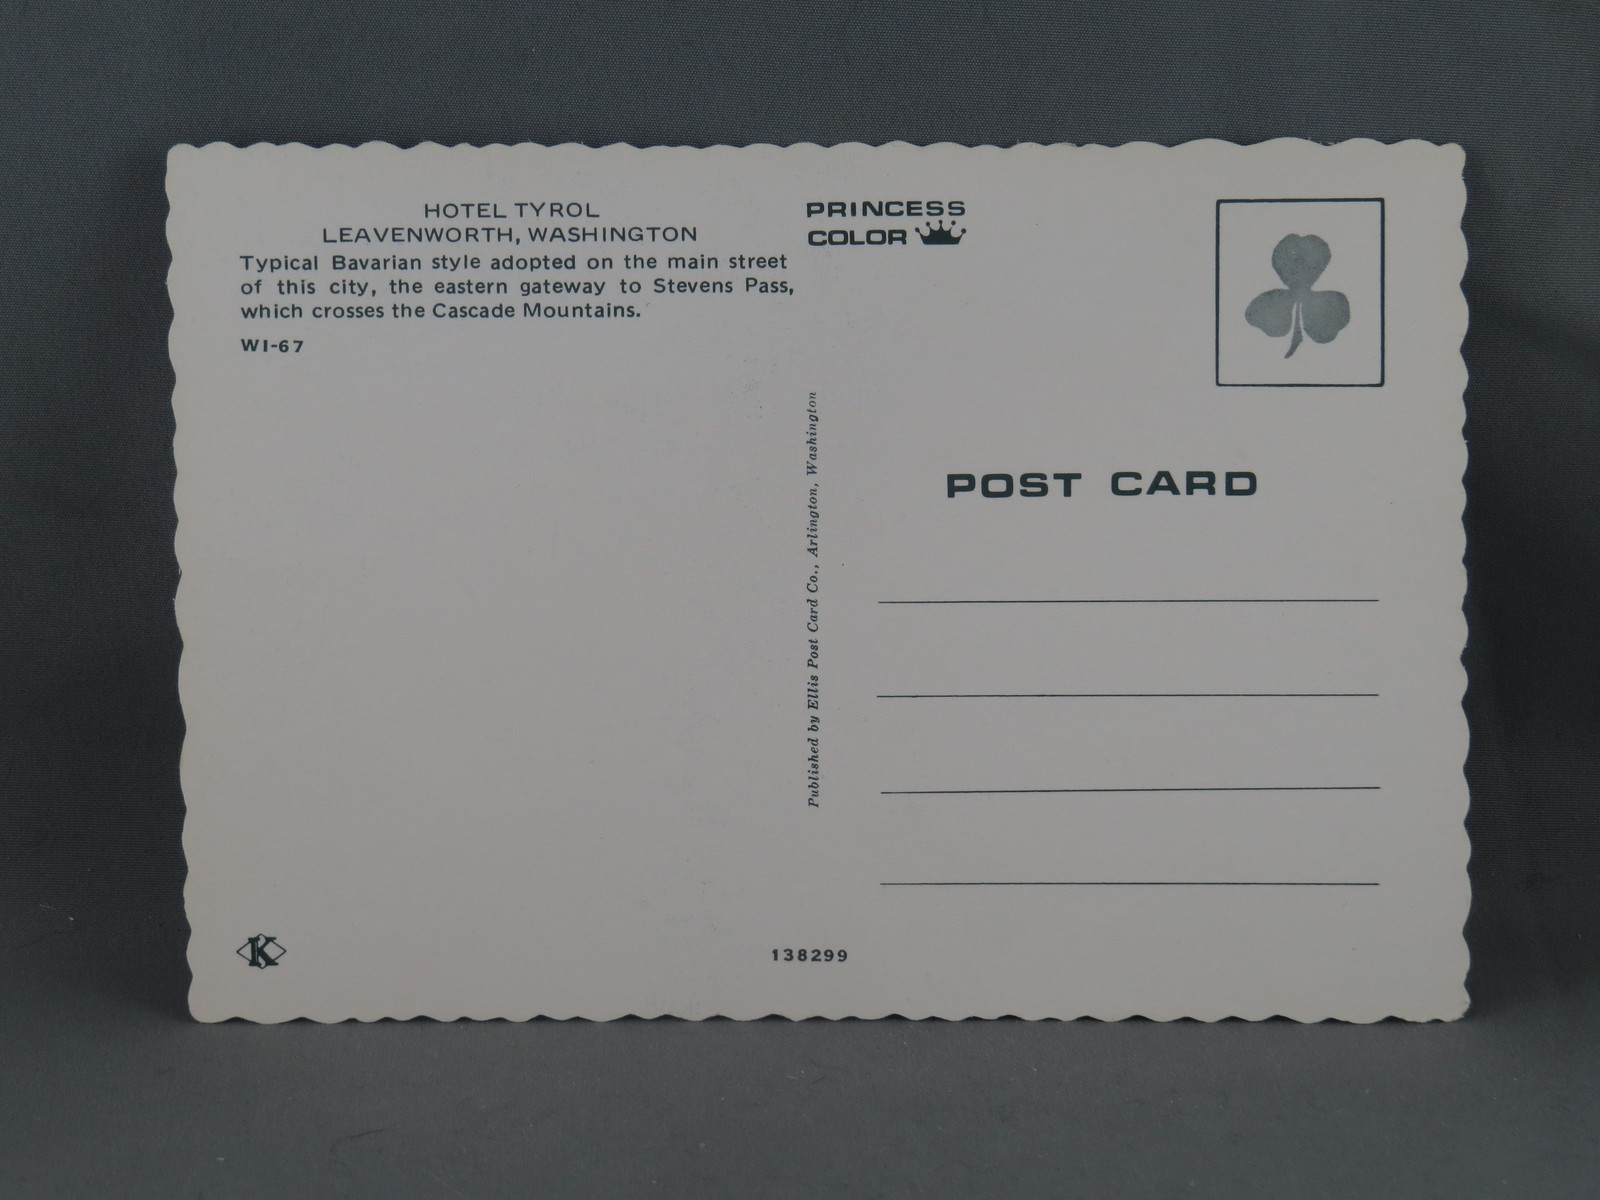 HOTEL TYROL
LEAVENWORTH, WASHINGTON
Typical Bavarian style adopted on the main street
of this city, the eastern gateway to Stevens Pass,
which crosses the Cascade Mountains.
WI-67
PRINCESS
COLOR
POST CARD
Published by Ellis Post Card Co., Arlington, Washington
K
138299